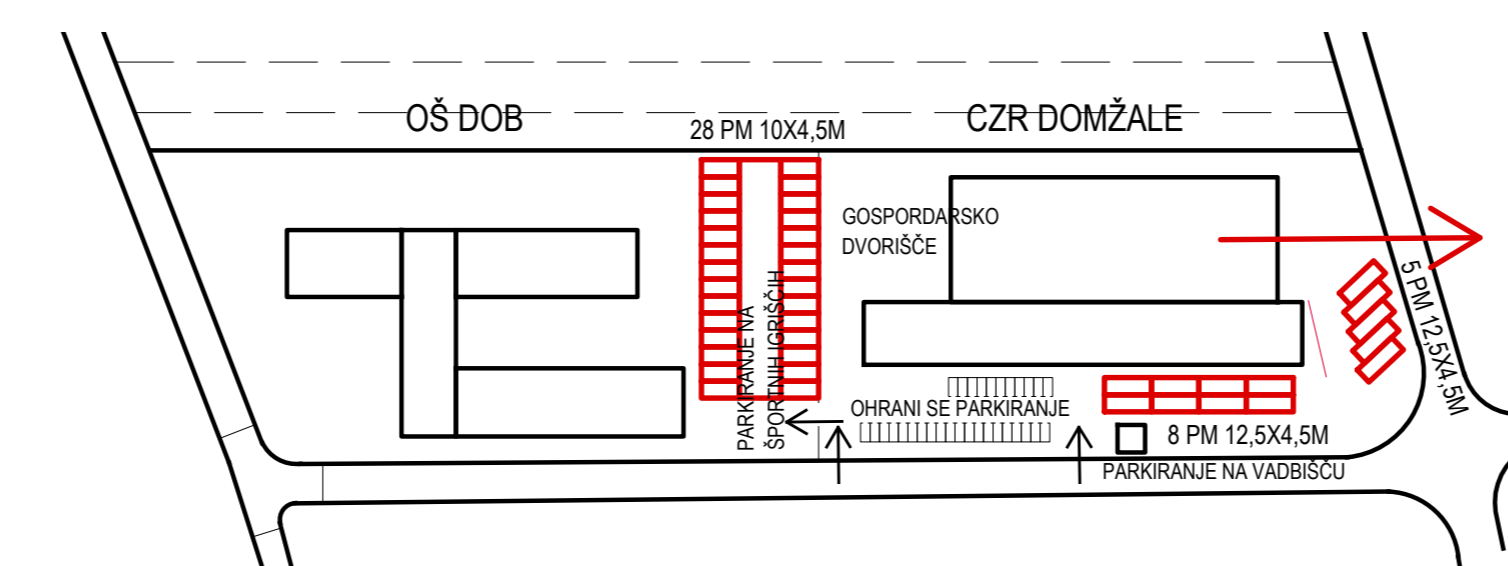 OŠ DOB
28 PM 10X4,5M
CZR DOMŽALE
GOSPORDARSKO
DVORIŠČE
PARKIRANJE NA
ŠPORTNIH IGRIŠČIH
5 PM 12,5X4,5M
OHRANI SE PARKIRANJE
8 PM 12,5X4,5M
PARKIRANJE NA VADBIŠČU